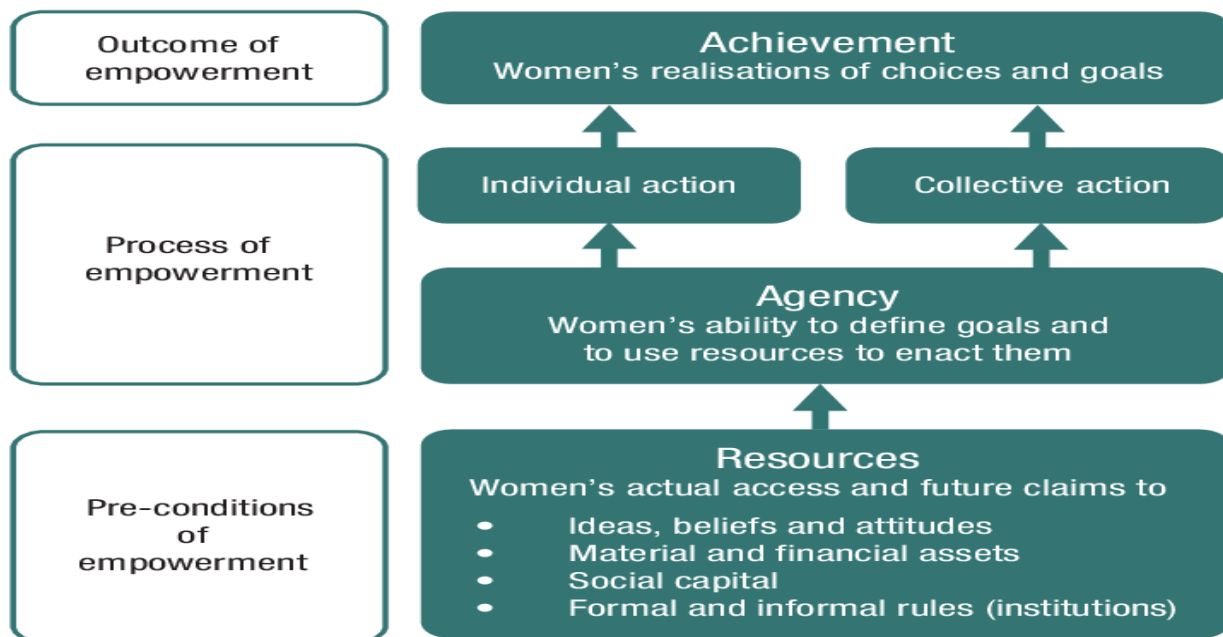 Outcome of
empowerment
Achievement
Women's realisations of choices and goals
Process of
empowerment
Individual action
Collective action
Agency
Women's ability to define goals and
to use resources to enact them
Pre-conditions
of
empowerment
Resources
Women's actual access and future claims to
• Ideas, beliefs and attitudes
• Material and financial assets
• Social capital
• Formal and informal rules (institutions)